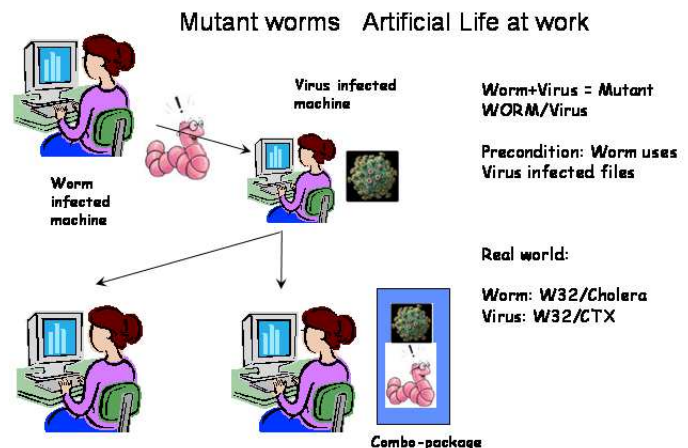 Mutant worms Artificial Life at work
Virus infected
machine
Worm
infected
machine
Worm+Virus = Mutant
WORM/Virus
Precondition: Worm uses
Virus infected files
Real world:
Worm: W32/Cholera
Virus: W32/CTX
Combo-package